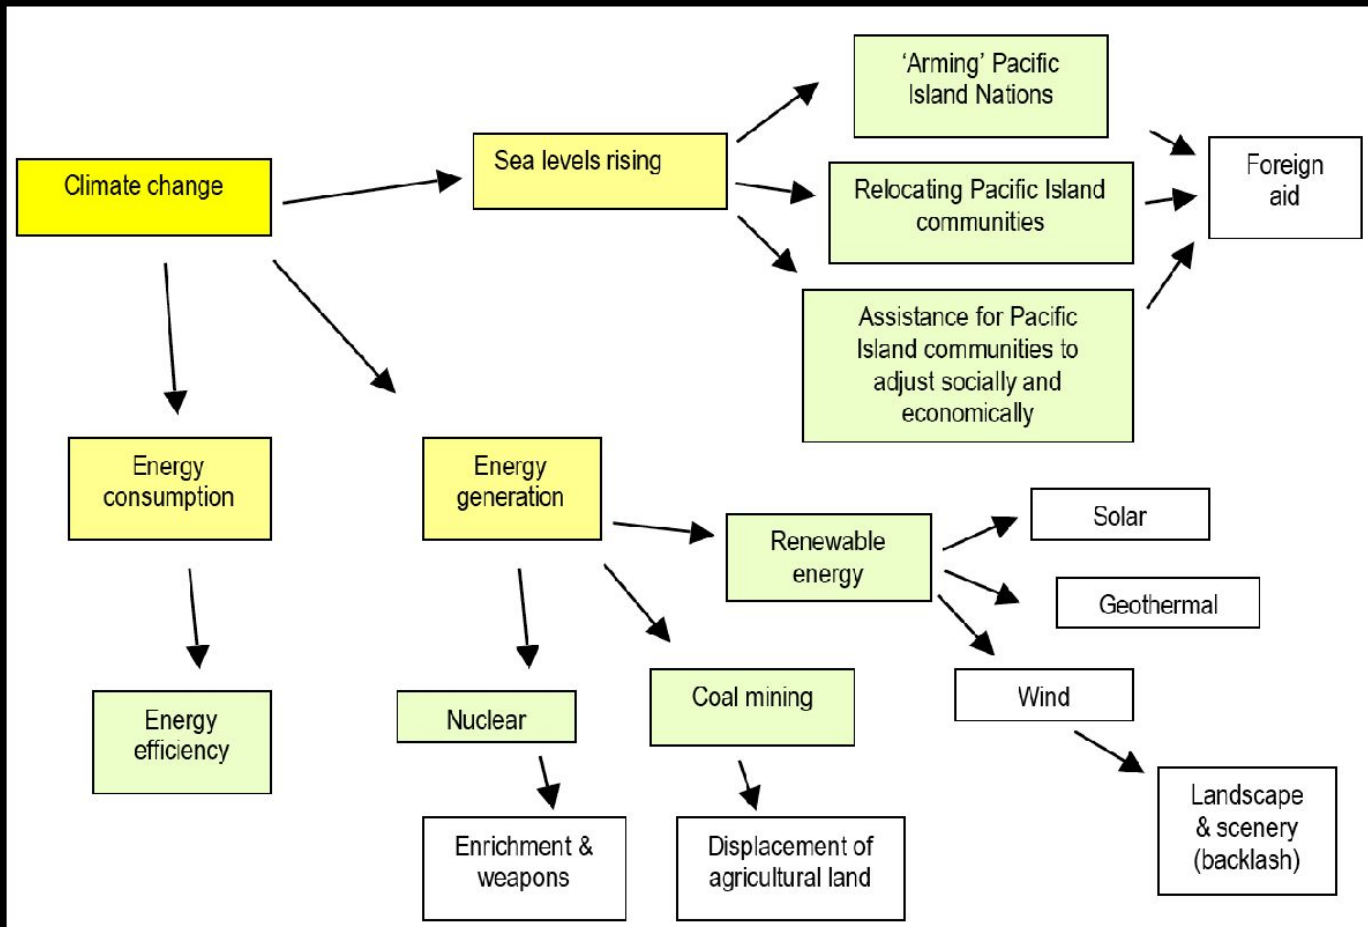 ‘Arming’ Pacific
Island Nations
Sea levels rising
Foreign
aid
Climate change
Relocating Pacific Island
communities
Assistance for Pacific
Island communities to
adjust socially and
economically
Energy
consumption
Energy
generation
Solar
Renewable
energy
Geothermal
Energy
efficiency
Nuclear
Coal mining
Wind
Enrichment &
weapons
Displacement of
agricultural land
Landscape
& scenery
(backlash)